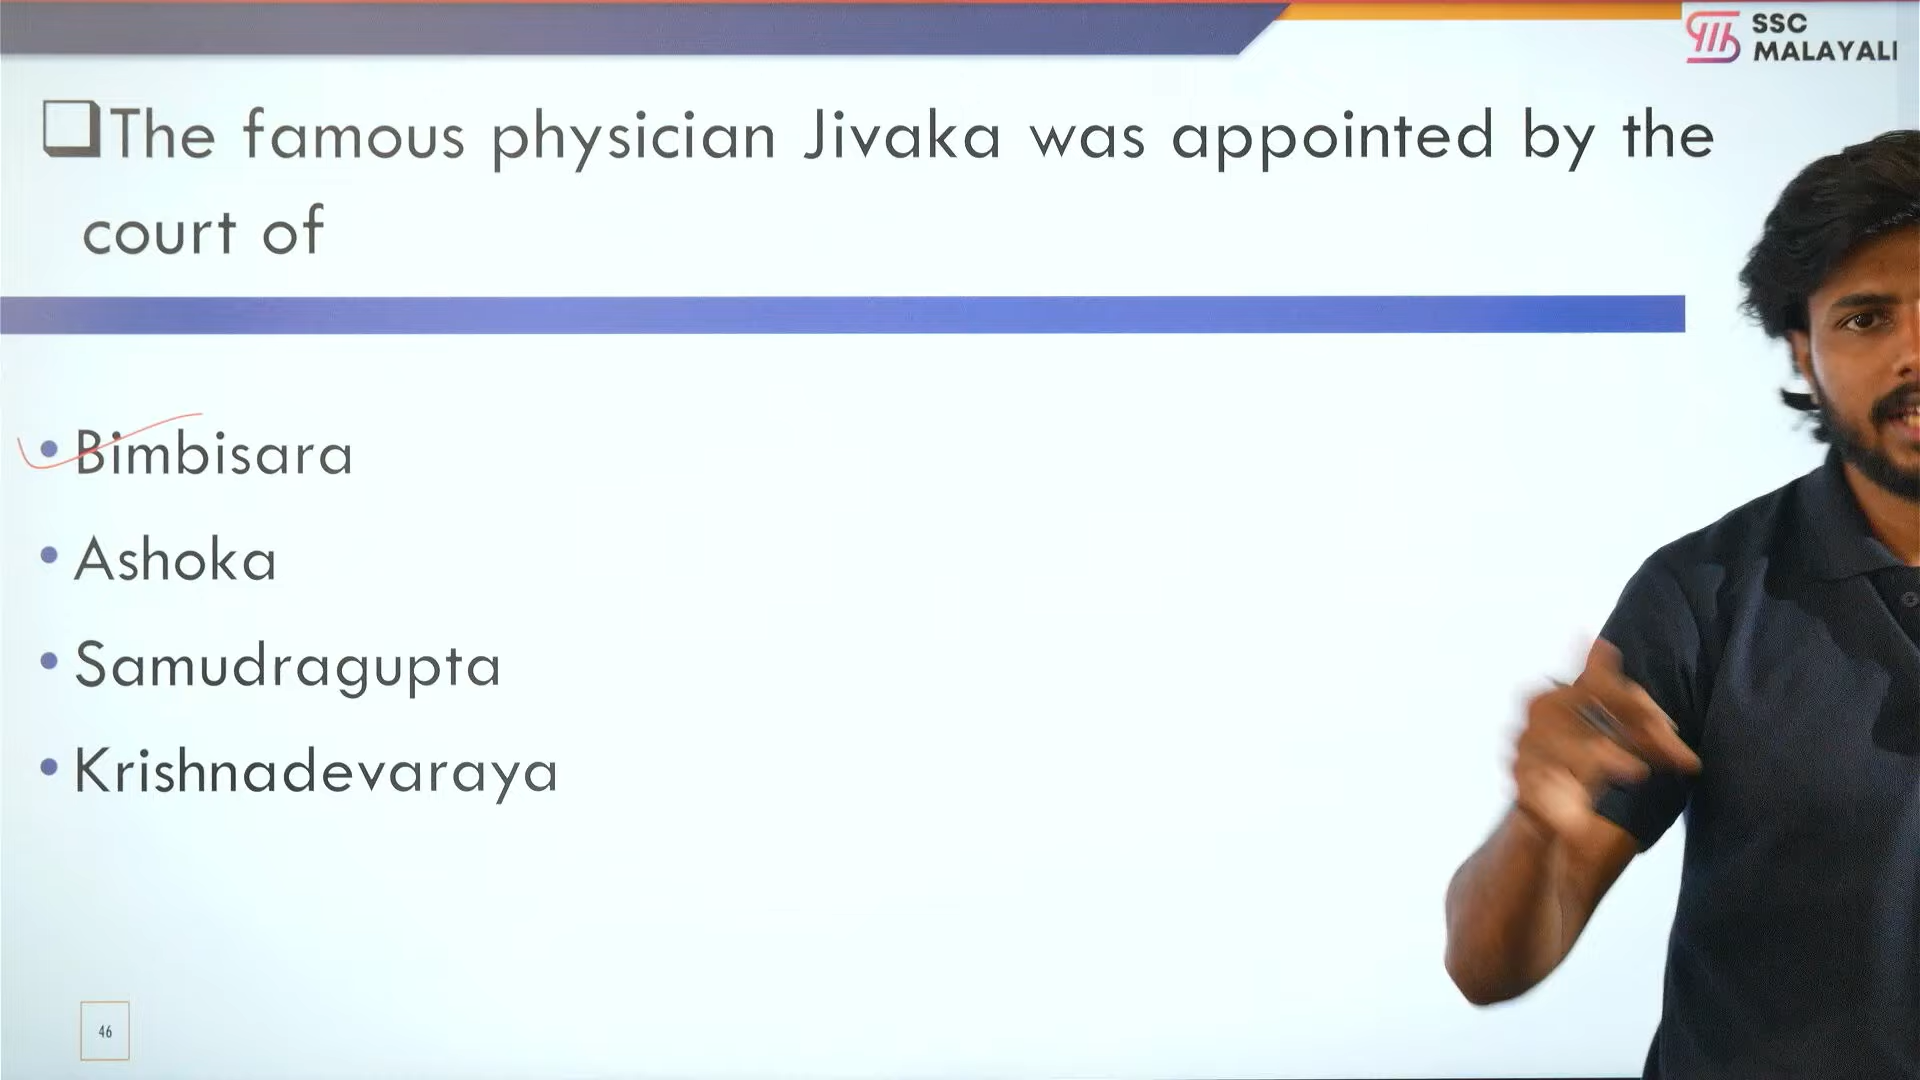 SSC
MALAYALI
The famous physician Jivaka was appointed by the
court of
Bimbisara
Ashoka
Samudragupta
Krishnadevaraya
46